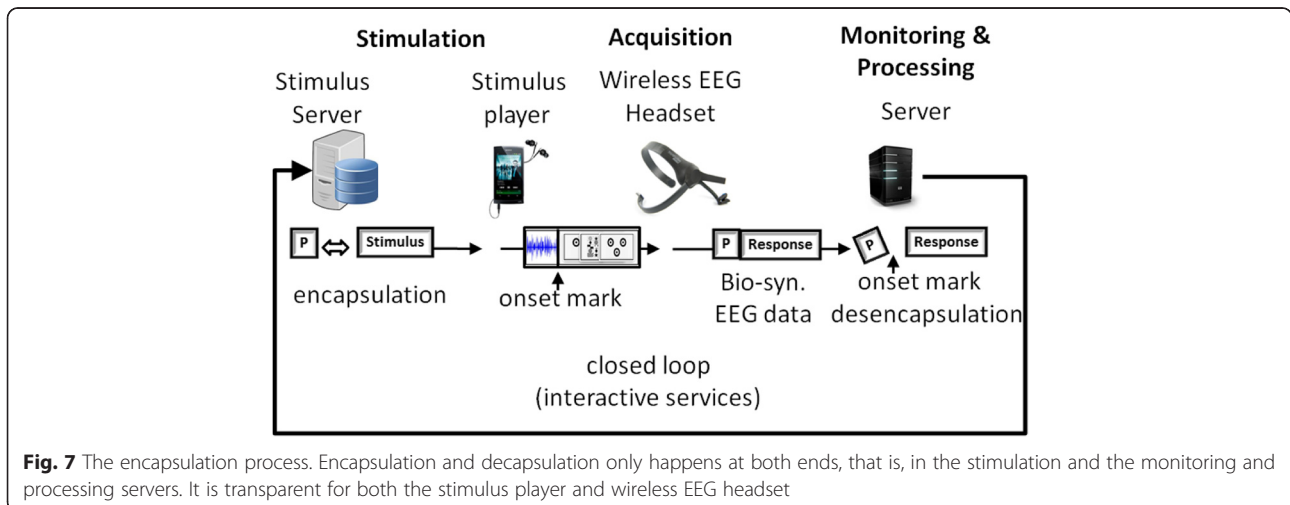 Stimulation
Acquisition
Monitoring &
Processing
Stimulus
Server
Stimulus
player
Wireless EEG
Headset
Server
P
Stimulus
P
Response
P
Response
encapsulation
onset mark
Bio-syn.
EEG data
onset mark
desencapsulation
closed loop
(interactive services)
Fig. 7 The encapsulation process. Encapsulation and decapsulation only happens at both ends, that is, in the stimulation and the monitoring and
processing servers. It is transparent for both the stimulus player and wireless EEG headset